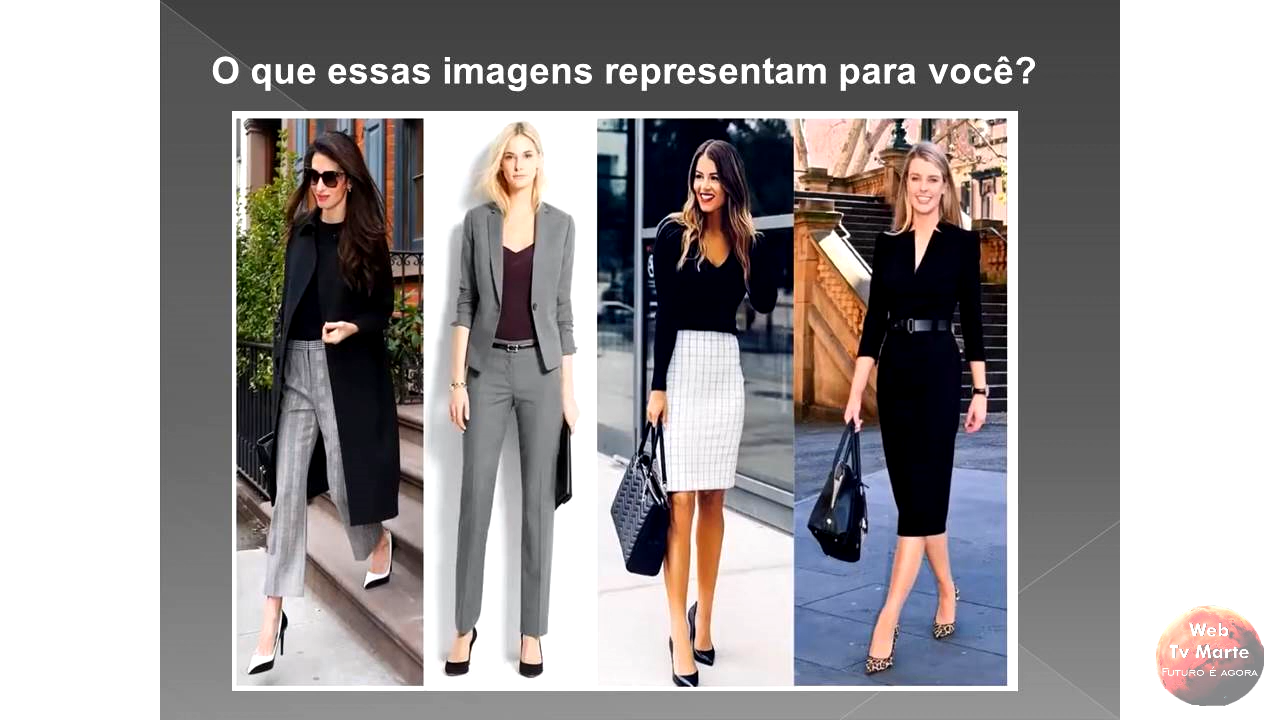 O que essas imagens representam para você?
Web
Tv Marte
Futuro é agora